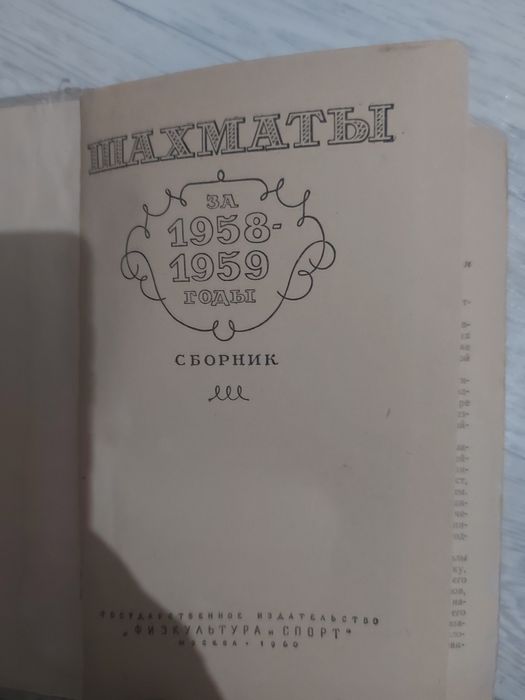 ШАХМАТЫ
ЗА
1958-
1959
ГОДЫ
СБОРНИК
ГОСУДАРСТВЕННОЕ ИЗДАТЕЛЬСТВО
„ФИЗКУЛЬТУРА и СПОРТ“
МОСКВА - 1960